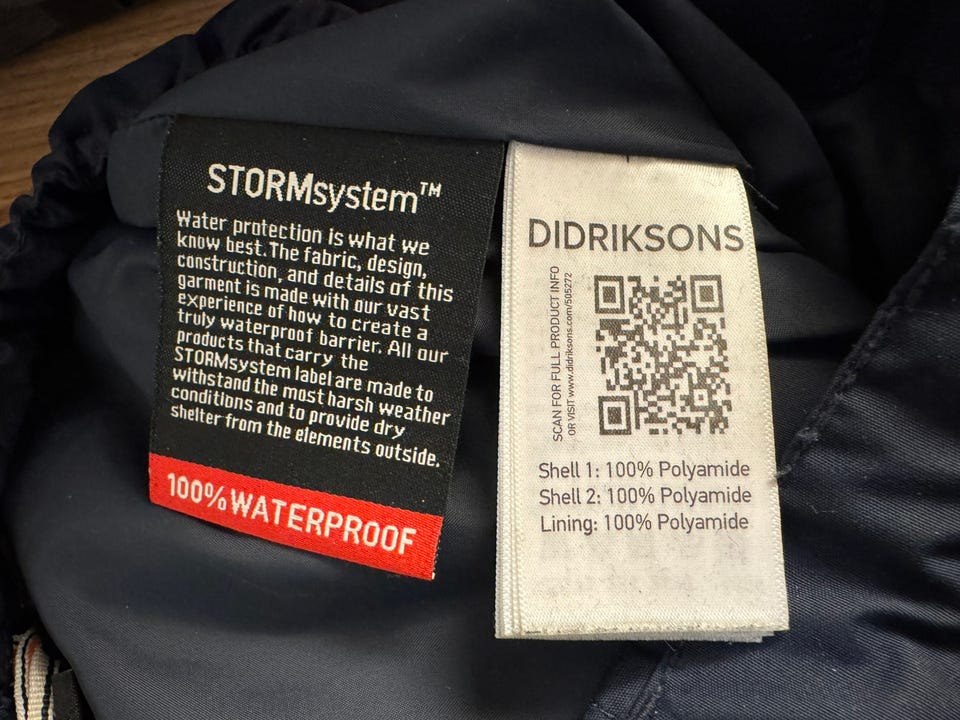 STORMsystem™
Water protection is what we
know best. The fabric, design,
construction, and details of this
garment is made with our vast
experience of how to create a
truly waterproof barrier. All our
products that carry the
STORMsystem label are made to
withstand the most harsh weather
conditions and to provide dry
shelter from the elements outside.
100% WATERPROOF
DIDRIKSONS
SCAN FOR FULL PRODUCT INFO
OR VISIT www.didriksons.com/505272
Shell 1: 100% Polyamide
Shell 2: 100% Polyamide
Lining: 100% Polyamide